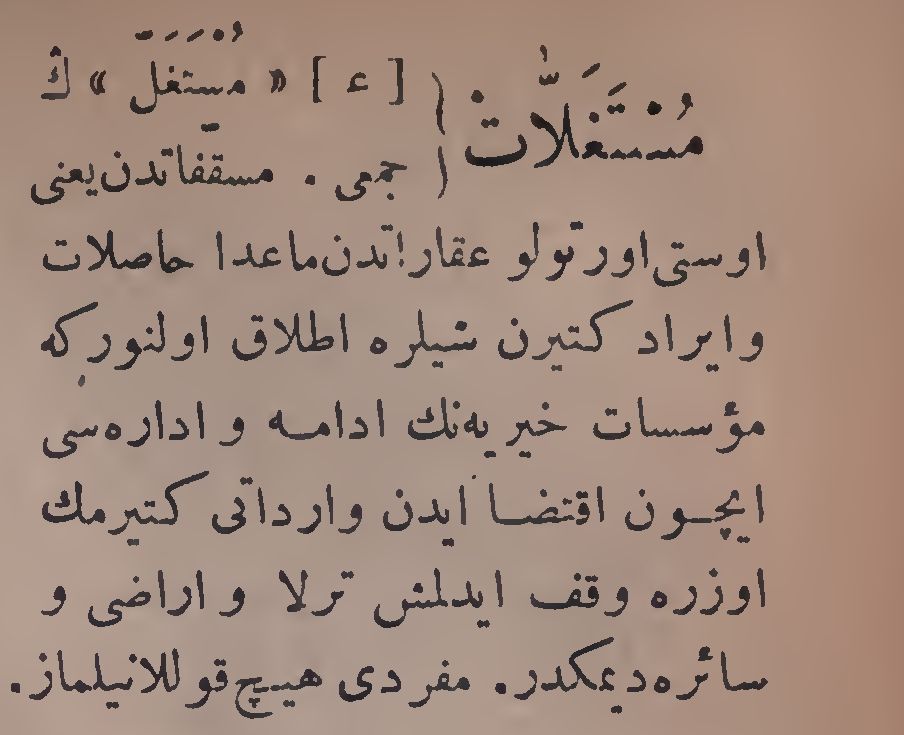 مُسْتَغَلَّاتْ [ ع ] « مُسْتَغَلّ » ڭ
جمعی . مسقفاتدن یعنی
اوستی اورتولو عقاراتدن ماعدا حاصلات
وایراد کتیرن شیلره اطلاق اولنور که
مؤسسات خیریه‌نك ادامه و اداره‌سی
ایچون اقتضا ایدن وارداتی کتیرمك
اوزره وقف ایدلمش ترلا و اراضی و
سائره دیمکدر . مفردی هیچ قوللانیلماز .